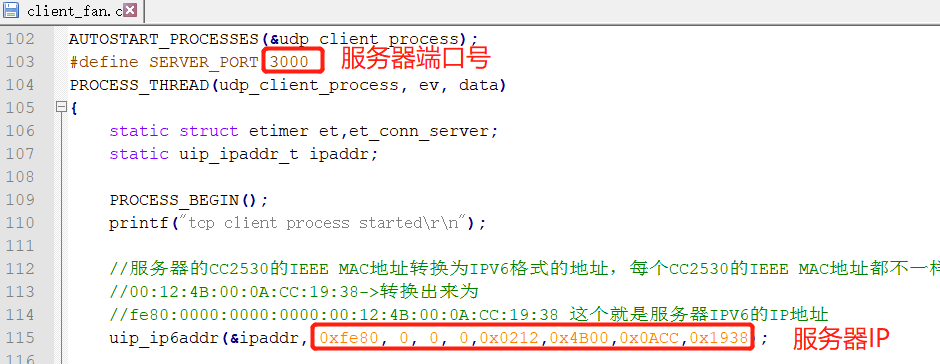 client_fan.c
102 AUTOSTART_PROCESSES(&udp_client_process);
103 #define SERVER_PORT 3000 服务器端口号
104 PROCESS_THREAD(udp_client_process, ev, data)
105 {
106 static struct etimer et,et_conn_server;
107 static uip_ipaddr_t ipaddr;
108
109 PROCESS_BEGIN();
110 printf("tcp client process started\r\n");
111
112 //服务器的CC2530的IEEE MAC地址转换为IPV6格式的地址，每个CC2530的IEEE MAC地址都不一样
113 //00:12:4B:00:0A:CC:19:38->转换出来为
114 //fe80:0000:0000:0000:00:12:4B:00:0A:CC:19:38 这个就是服务器IPV6的IP地址
115 uip_ip6addr(&ipaddr, 0xfe80, 0, 0, 0,0x0212,0x4B00,0x0ACC,0x1938); 服务器IP
116